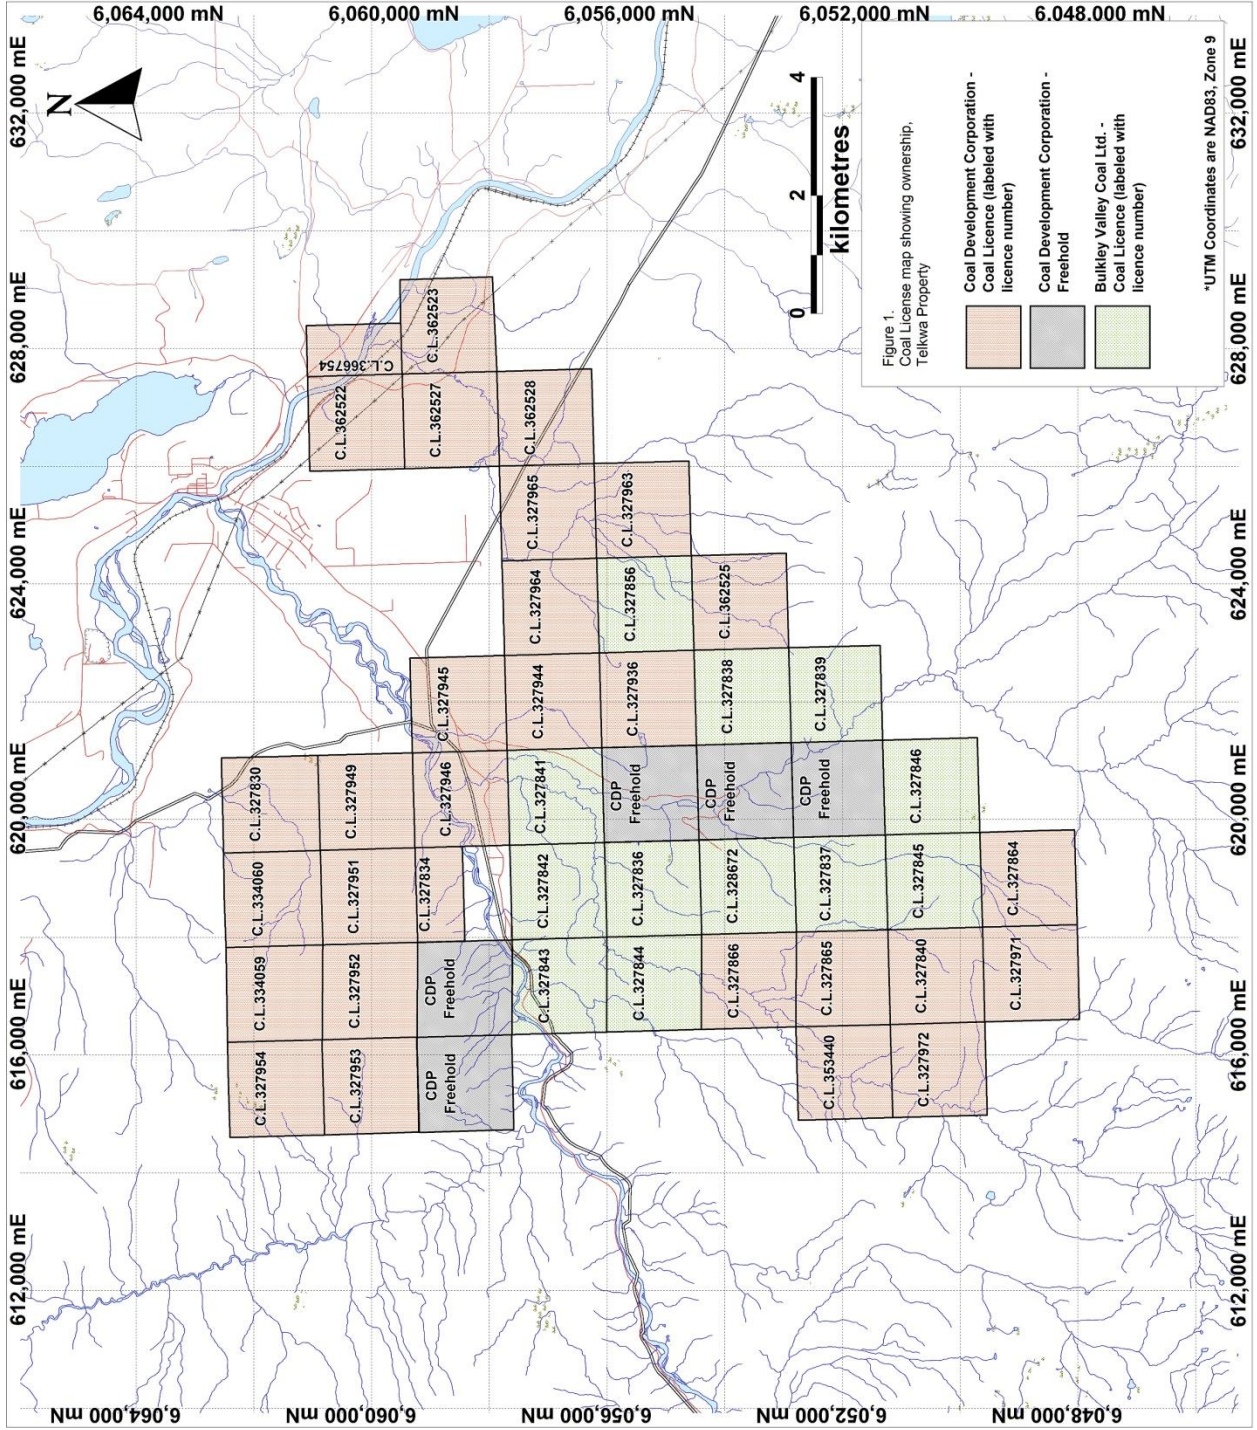 6,064,000 mN
6,060,000 mN
6,056,000 mN
6,052,000 mN
6,048,000 mN
612,000 mE
616,000 mE
620,000 mE
624,000 mE
628,000 mE
632,000 mE
N
C.L.327954
C.L.334059
C.L.334060
C.L.327830
C.L.327953
C.L.327952
C.L.327951
C.L.327949
CDP
Freehold
CDP
Freehold
C.L.327834
C.L.327946
C.L.327945
C.L.362522
C.L.366754
C.L.362527
C.L.362523
C.L.327843
C.L.327842
C.L.327841
C.L.327944
C.L.327964
C.L.327965
C.L.362528
C.L.327844
C.L.327836
CDP
Freehold
C.L.327936
C.L.327856
C.L.327963
C.L.327866
C.L.328672
CDP
Freehold
C.L.327838
C.L.362525
C.L.353440
C.L.327865
C.L.327837
CDP
Freehold
C.L.327839
C.L.327972
C.L.327840
C.L.327845
C.L.327846
C.L.327971
C.L.327864
0 2 4
kilometres
Figure 1.
Coal License map showing ownership,
Telkwa Property
Coal Development Corporation -
Coal Licence (labeled with
licence number)
Coal Development Corporation -
Freehold
Bulkley Valley Coal Ltd. -
Coal Licence (labeled with
licence number)
*UTM Coordinates are NAD83, Zone 9
612,000 mE
616,000 mE
620,000 mE
624,000 mE
628,000 mE
632,000 mE
6,064,000 mN
6,060,000 mN
6,056,000 mN
6,052,000 mN
6,048,000 mN